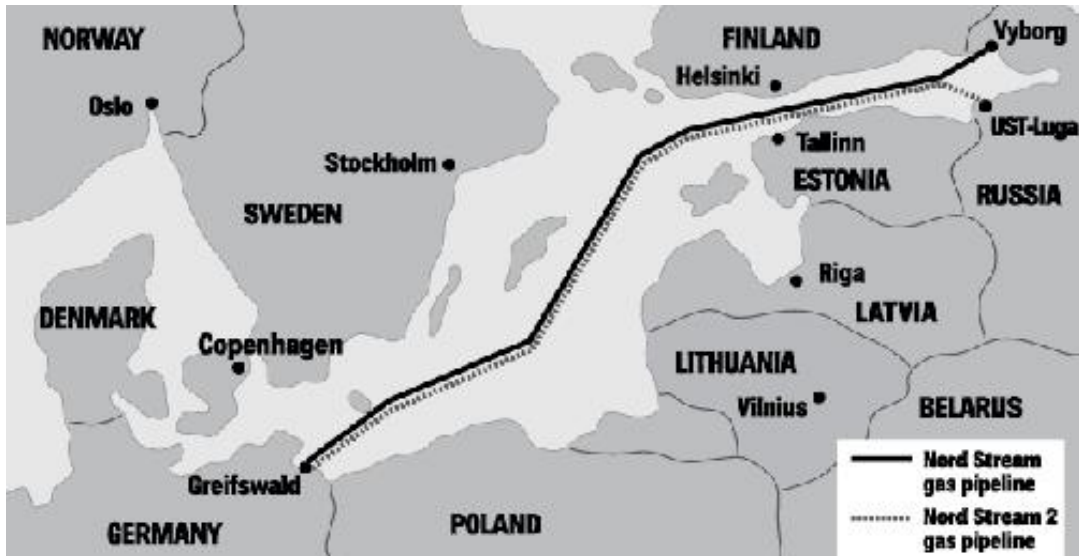 NORWAY
FINLAND
Vyborg
Helsinki
Oslo
UST-Luga
Tallinn
Stockholm
ESTONIA
RUSSIA
SWEDEN
Riga
DENMARK
LATVIA
Copenhagen
LITHUANIA
Vilnius
BELARUS
Nord Stream
gas pipeline
Greifswald
Nord Stream 2
gas pipeline
GERMANY
POLAND